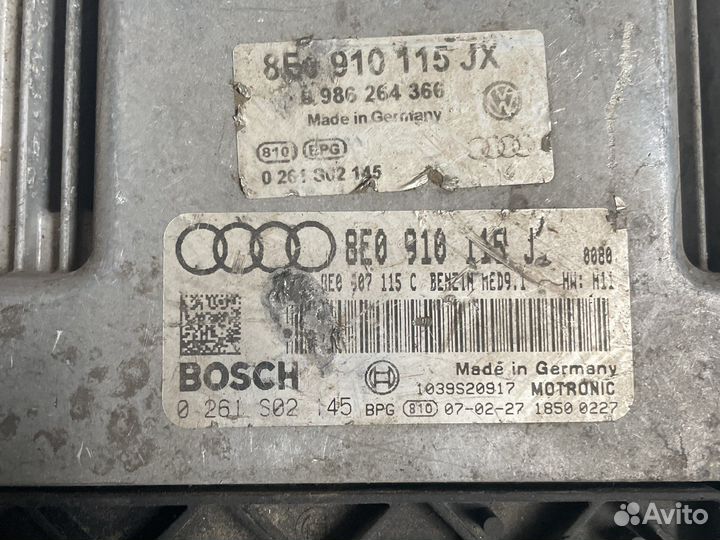 8E0 910 115 JX
986 264 366
Made in Germany
810 BPG
0 261 S02 145
8E0 910 115 0080
907 115 C BENZIN MED9.1 HW: H11
BOSCH
Made in Germany
1039S20917 MOTRONIC
0 261 S02 145 BPG 810 07-02-27 1850 0227
Avito